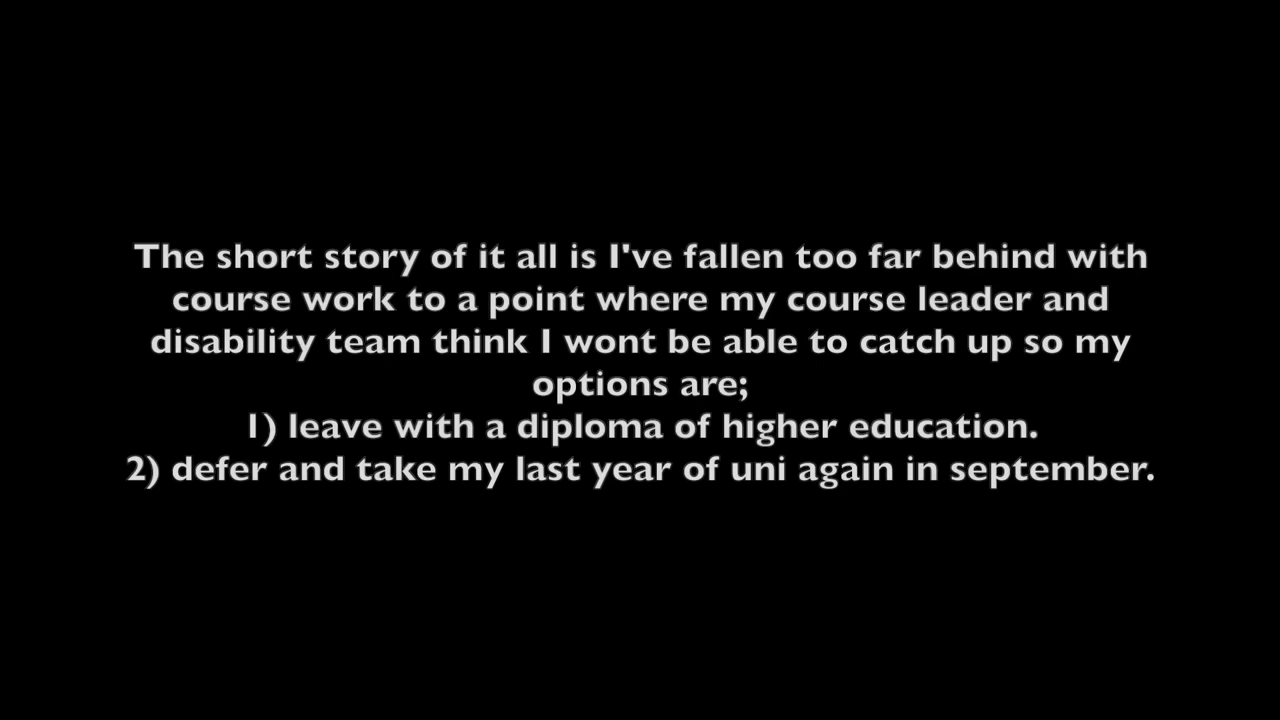 The short story of it all is I've fallen too far behind with
course work to a point where my course leader and
disability team think I wont be able to catch up so my
options are;
1) leave with a diploma of higher education.
2) defer and take my last year of uni again in september.